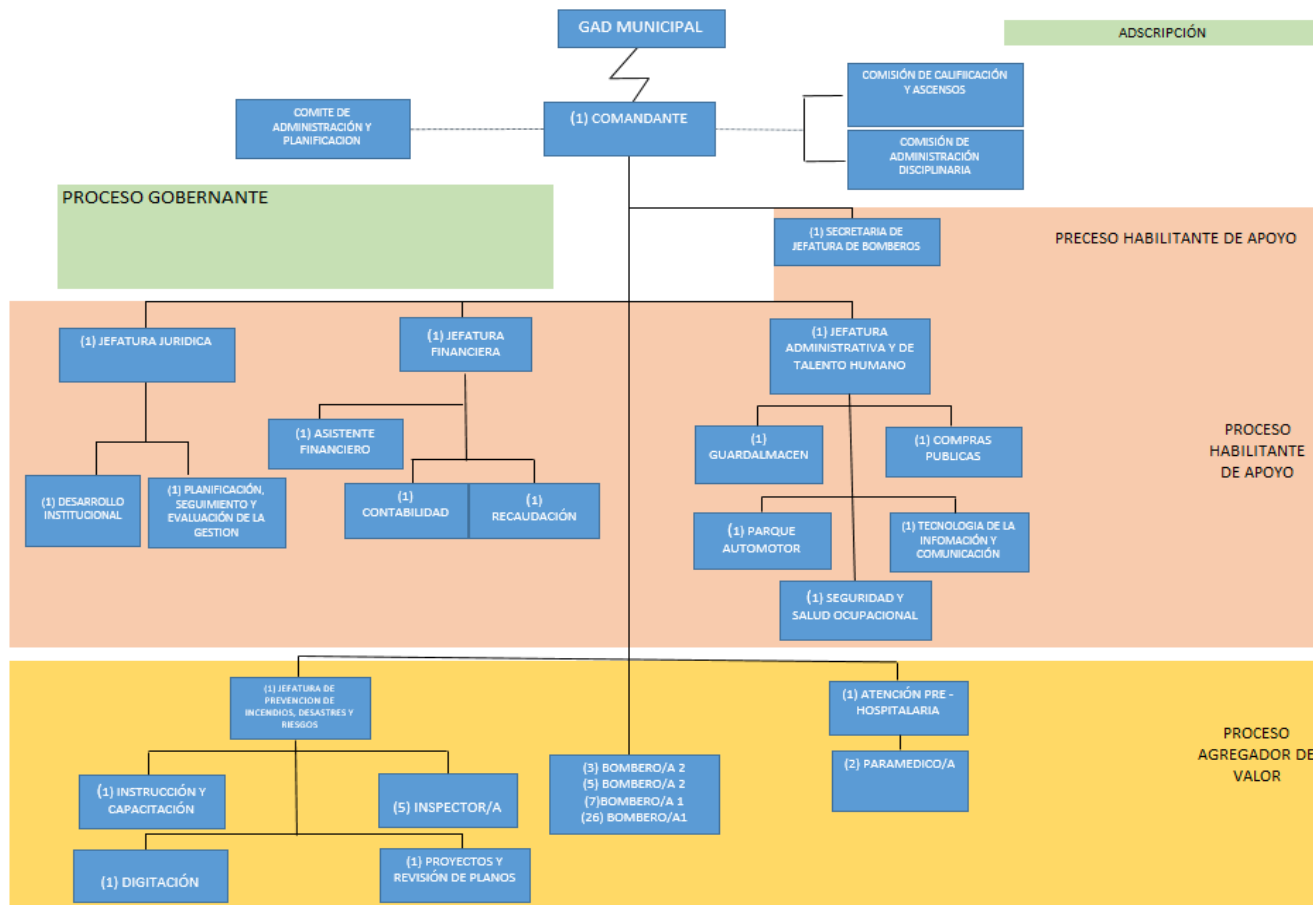 GAD MUNICIPAL
ADSCRIPCIÓN
COMITE DE
ADMINISTRACIÓN Y
PLANIFICACION
(1) COMANDANTE
COMISIÓN DE CALIFIICACIÓN
Y ASCENSOS
COMISIÓN DE
ADMINISTRACIÓN
DISCIPLINARIA
PROCESO GOBERNANTE
(1) SECRETARIA DE
JEFATURA DE BOMBEROS
PRECESO HABILITANTE DE APOYO
(1) JEFATURA JURIDICA
(1) JEFATURA
FINANCIERA
(1) JEFATURA
ADMINISTRATIVA Y DE
TALENTO HUMANO
(1) ASISTENTE
FINANCIERO
(1)
GUARDALMACEN
(1) COMPRAS
PUBLICAS
PROCESO
HABILITANTE
DE APOYO
(1) DESARROLLO
INSTITUCIONAL
(1) PLANIFICACIÓN,
SEGUIMIENTO Y
EVALUACIÓN DE LA
GESTION
(1)
CONTABILIDAD
(1)
RECAUDACIÓN
(1) PARQUE
AUTOMOTOR
(1) TECNOLOGIA DE LA
INFOMACIÓN Y
COMUNICACIÓN
(1) SEGURIDAD Y
SALUD OCUPACIONAL
(1) JEFATURA DE
PREVENCION DE
INCENDIOS, DESASTRES Y
RIESGOS
(1) ATENCIÓN PRE -
HOSPITALARIA
PROCESO
AGREGADOR DE
VALOR
(1) INSTRUCCIÓN Y
CAPACITACIÓN
(5) INSPECTOR/A
(3) BOMBERO/A 2
(5) BOMBERO/A 2
(7)BOMBERO/A 1
(26) BOMBERO/A1
(2) PARAMEDICO/A
(1) DIGITACIÓN
(1) PROYECTOS Y
REVISIÓN DE PLANOS